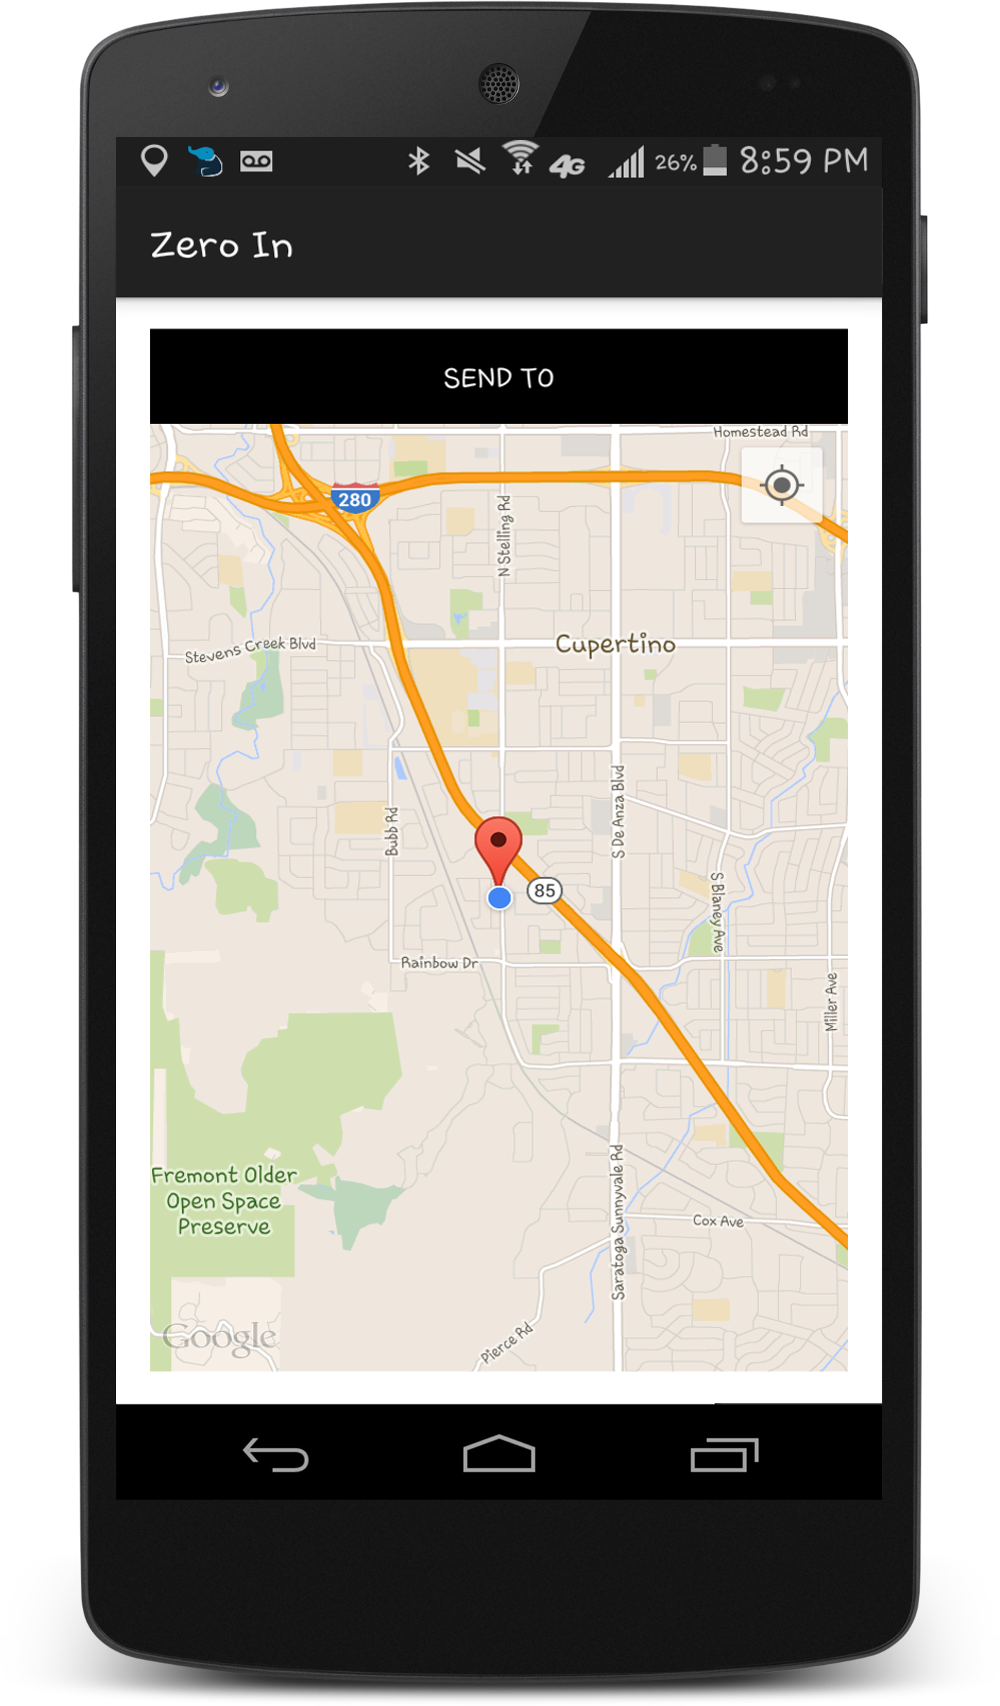 4G 26% 8:59 PM
Zero In
SEND TO
Homestead Rd
280
N Stelling Rd
Stevens Creek Blvd
Cupertino
Bubb Rd
S De Anza Blvd
85
S Blaney Ave
Rainbow Dr
Miller Ave
Fremont Older
Open Space
Preserve
Saratoga Sunnyvale Rd
Cox Ave
Pierce Rd
Google